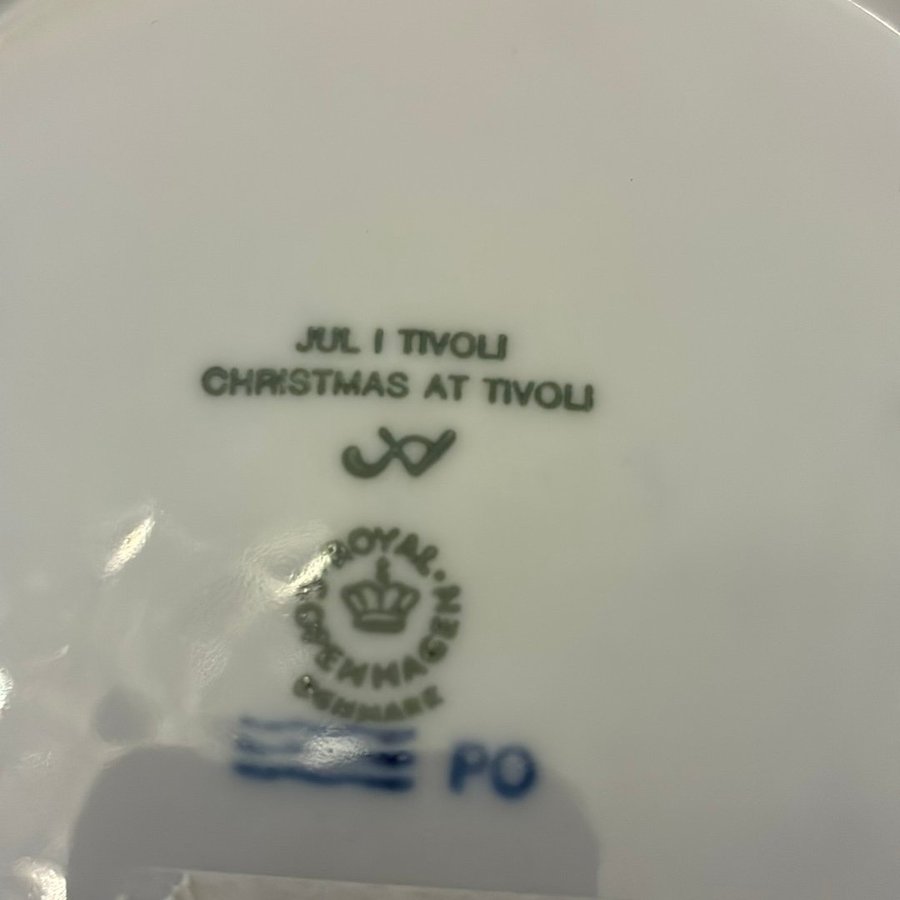 JUL I TIVOLI
CHRISTMAS AT TIVOLI
ROYAL
COPENHAGEN
DENMARK
PO